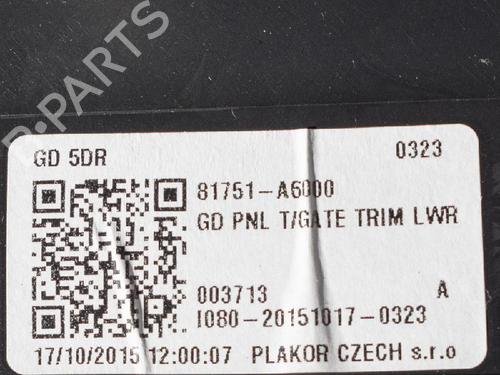 GD 5DR 0323
81751-A6000
GD PNL T/GATE TRIM LWR
003713 A
I080-20151017-0323
17/10/2015 12:00:07 PLAKOR CZECH s.r.o